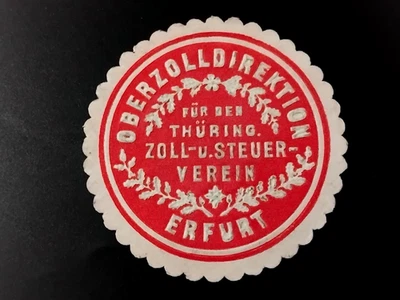 OBERZOLLDIREKTION
FÜR DEN
THÜRING.
ZOLL-U.STEUER-
VEREIN
ERFURT